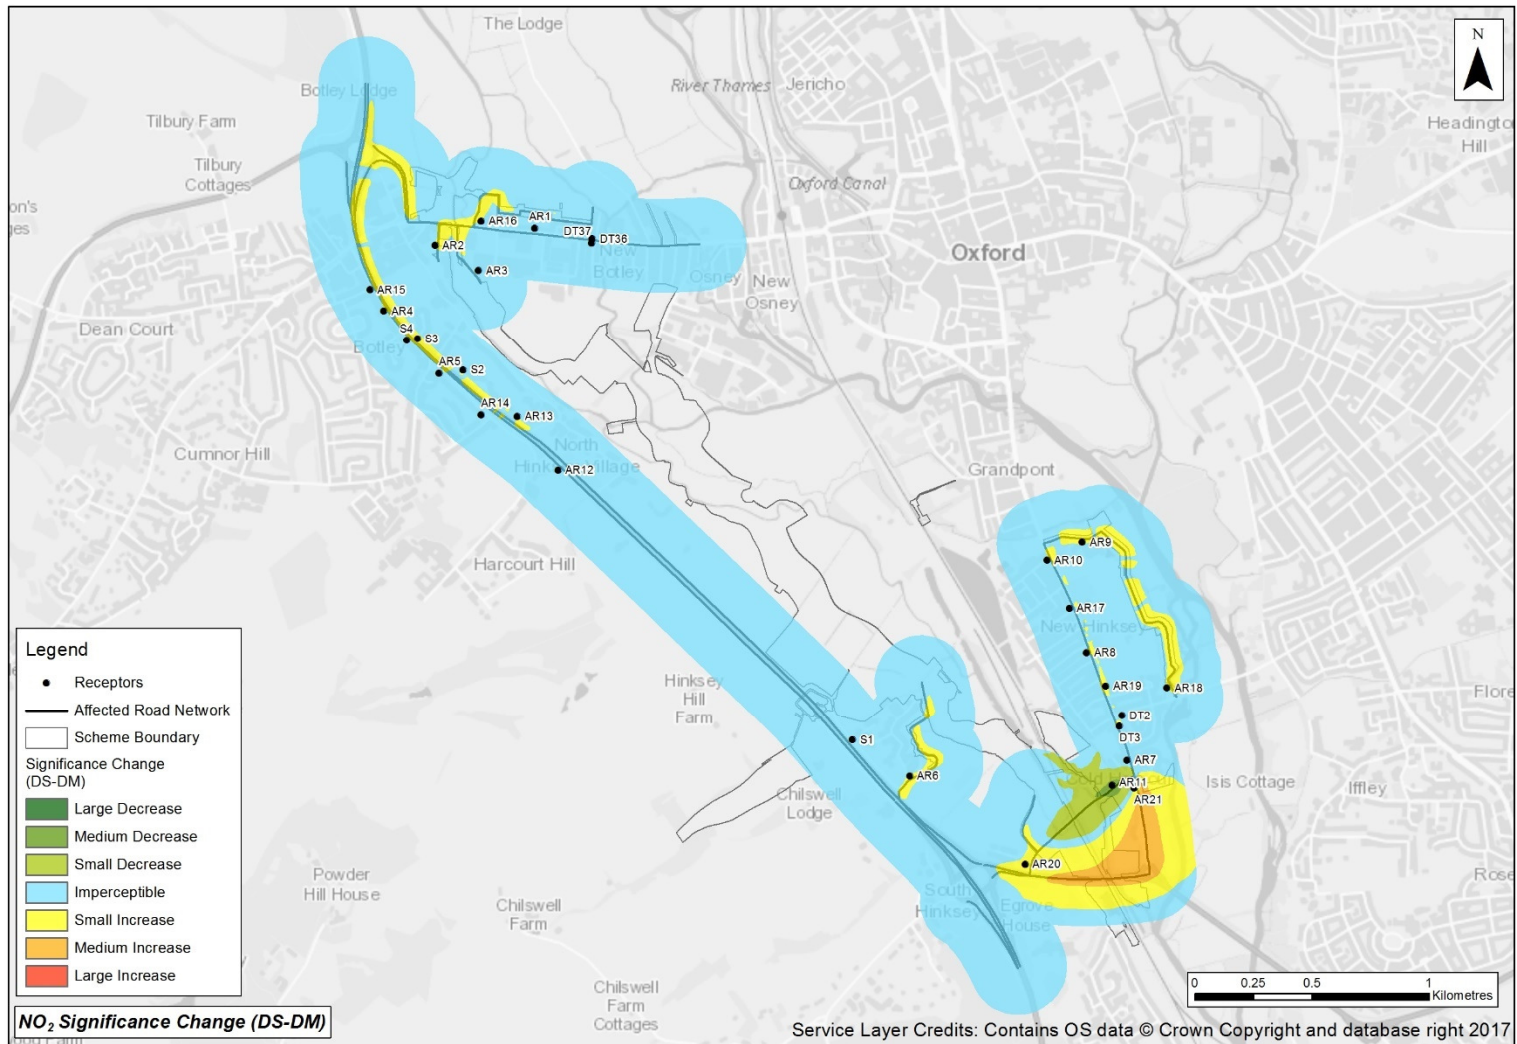 The Lodge
N
River Thames
Jericho
Botley Lodge
Tilbury Farm
Headington
Hill
Tilbury
Cottages
Oxford Canal
on's
ges
AR16
AR1
DT37
DT36
AR2
New
Botley
Oxford
AR3
Osney
New
Osney
AR15
AR4
Dean Court
S4
S3
Botley
AR5
S2
AR14
AR13
North
Hinksey Village
AR12
Cumnor Hill
Grandpont
AR9
AR10
Harcourt Hill
AR17
New Hinksey
AR8
Hinksey
Hill
Farm
AR19
AR18
Flore
DT2
DT3
S1
AR7
AR6
AR11
AR21
Isis Cottage
Iffley
Chilswell
Lodge
AR20
Powder
Hill House
South
Hinksey
Egrove
House
Rose
Chilswell
Farm
Chilswell
Farm
Cottages
Legend
Receptors
Affected Road Network
Scheme Boundary
Significance Change
(DS-DM)
Large Decrease
Medium Decrease
Small Decrease
Imperceptible
Small Increase
Medium Increase
Large Increase
0 0.25 0.5 1
Kilometres
NO₂ Significance Change (DS-DM)
Service Layer Credits: Contains OS data © Crown Copyright and database right 2017